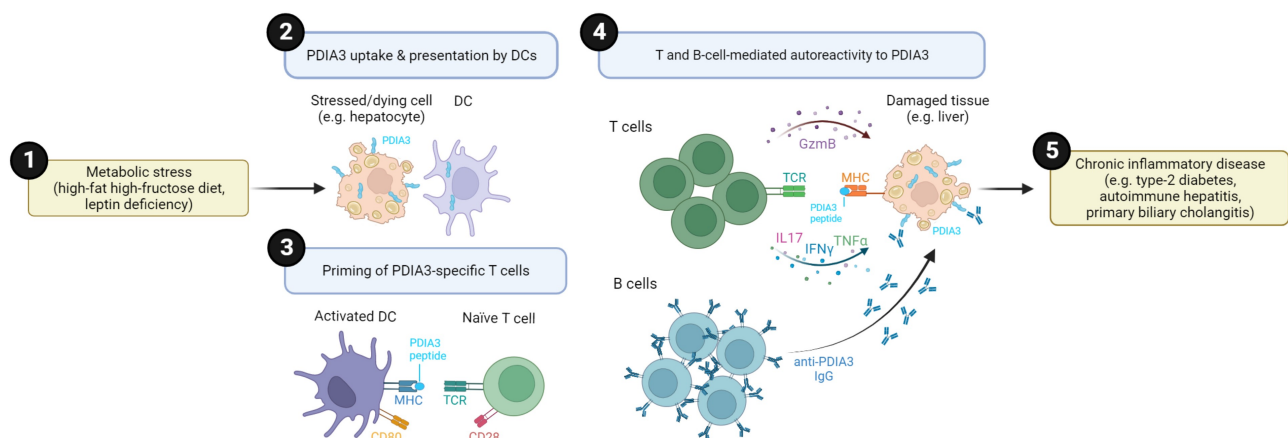 1
Metabolic stress
(high-fat high-fructose diet,
leptin deficiency)
2
PDIA3 uptake & presentation by DCs
Stressed/dying cell
(e.g. hepatocyte)
DC
PDIA3
3
Priming of PDIA3-specific T cells
Activated DC
Naïve T cell
PDIA3
peptide
MHC
TCR
CD80
CD28
4
T and B-cell-mediated autoreactivity to PDIA3
T cells
GzmB
Damaged tissue
(e.g. liver)
TCR
MHC
PDIA3
peptide
PDIA3
IL17
IFNγ
TNFα
B cells
anti-PDIA3
IgG
5
Chronic inflammatory disease
(e.g. type-2 diabetes,
autoimmune hepatitis,
primary biliary cholangitis)